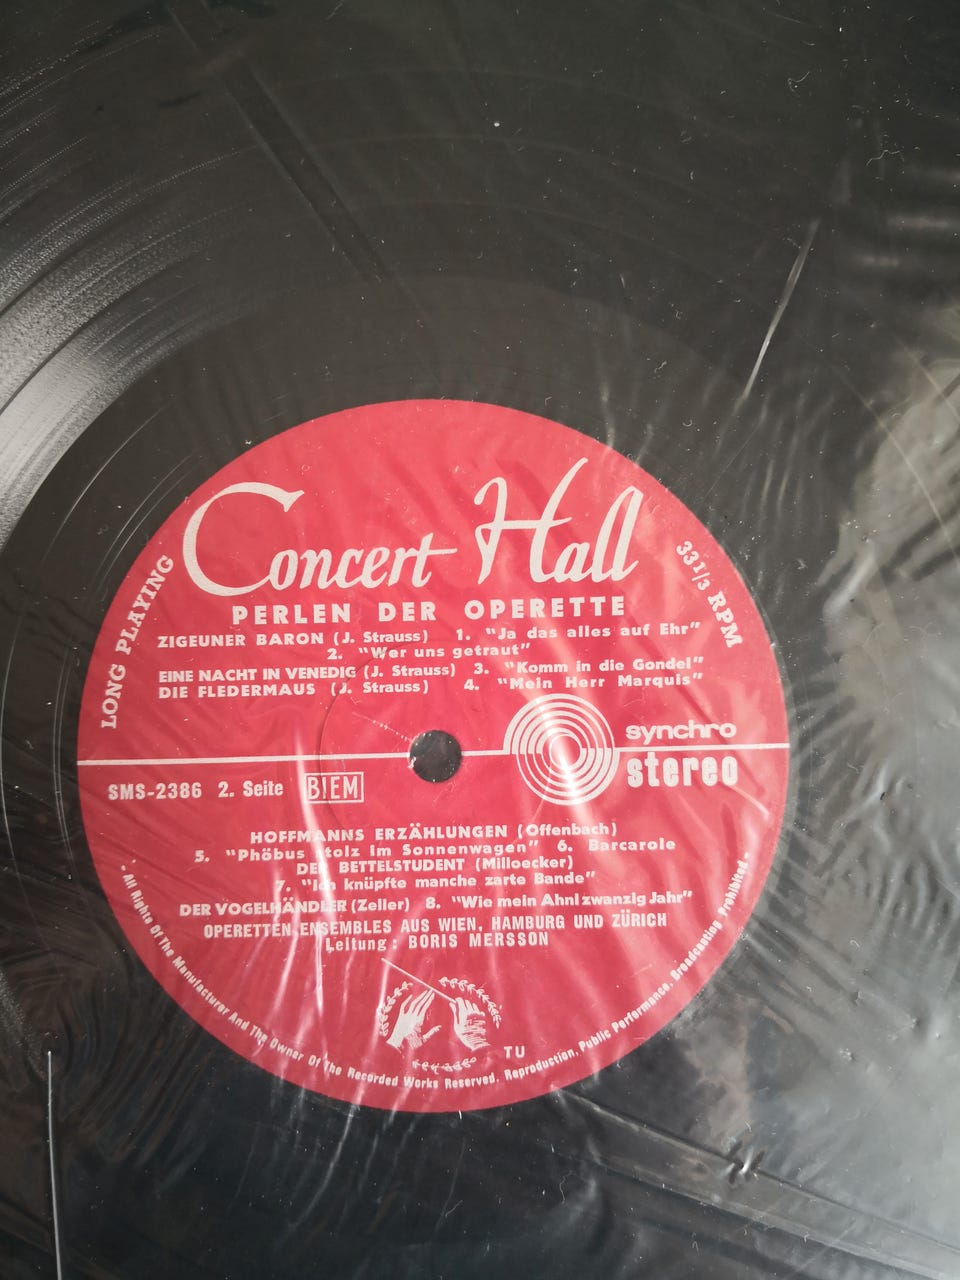 Concert Hall
LONG PLAYING
33 1/3 RPM
PERLEN DER OPERETTE
ZIGEUNER BARON (J. Strauss) 1. "Ja das alles auf Ehr"
2. "Wer uns getraut"
EINE NACHT IN VENEDIG (J. Strauss) 3. "Komm in die Gondel"
DIE FLEDERMAUS (J. Strauss) 4. "Mein Herr Marquis"
synchro
stereo
SMS-2386 2. Seite BIEM
HOFFMANNS ERZÄHLUNGEN (Offenbach)
5. "Phöbus stolz im Sonnenwagen" 6. Barcarole
DER BETTELSTUDENT (Milloecker)
7. "Ich knüpfte manche zarte Bande"
DER VOGELHÄNDLER (Zeller) 8. "Wie mein Ahnl zwanzig Jahr"
OPERETTEN-ENSEMBLES AUS WIEN, HAMBURG UND ZÜRICH
Leitung: BORIS MERSSON
TU
- All Rights Of The Manufacturer And The Owner Of The Recorded Works Reserved. Reproduction, Public Performance, Broadcasting Prohibited. -